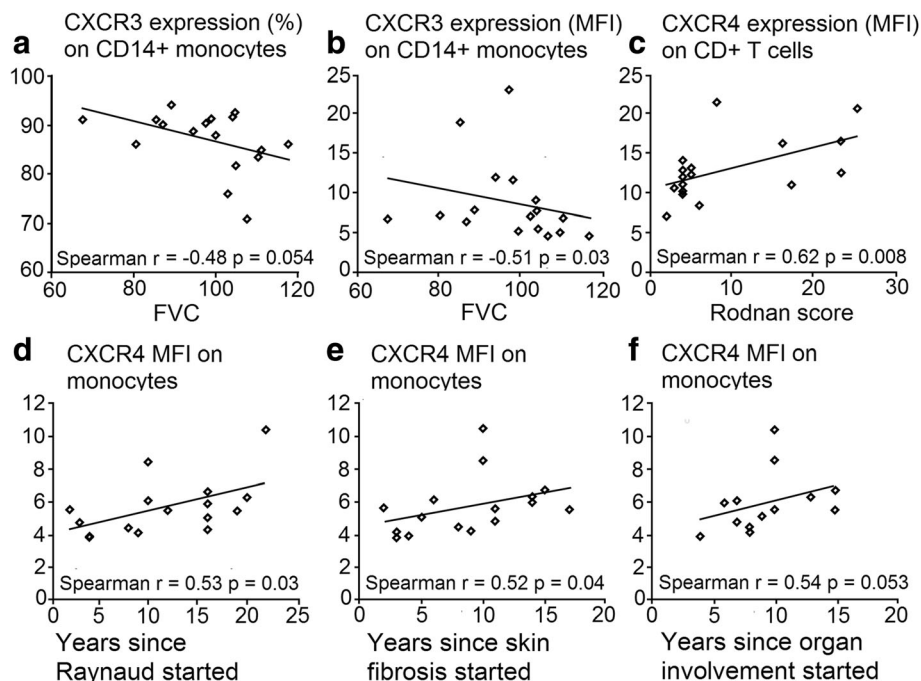 a
CXCR3 expression (%)
on CD14+ monocytes
100
90
80
70
60
Spearman r = -0.48 p = 0.054
60
80
100
120
FVC
b
CXCR3 expression (MFI)
on CD14+ monocytes
25
20
15
10
5
0
Spearman r = -0.51 p = 0.03
60
80
100
120
FVC
c
CXCR4 expression (MFI)
on CD+ T cells
25
20
15
10
5
0
Spearman r = 0.62 p = 0.008
0
10
20
30
Rodnan score
d
CXCR4 MFI on
monocytes
12
10
8
6
4
2
0
Spearman r = 0.53 p = 0.03
0
5
10
15
20
25
Years since
Raynaud started
e
CXCR4 MFI on
monocytes
12
10
8
6
4
2
0
Spearman r = 0.52 p = 0.04
0
5
10
15
20
Years since skin
fibrosis started
f
CXCR4 MFI on
monocytes
12
10
8
6
4
2
0
Spearman r = 0.54 p = 0.053
5
10
15
20
Years since organ
involvement started